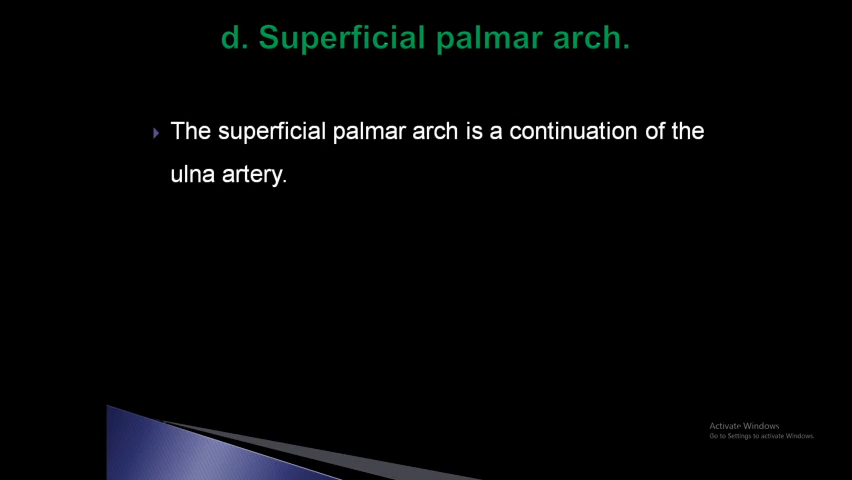 d. Superficial palmar arch.
The superficial palmar arch is a continuation of the
ulna artery.
Activate Windows
Go to Settings to activate Windows.